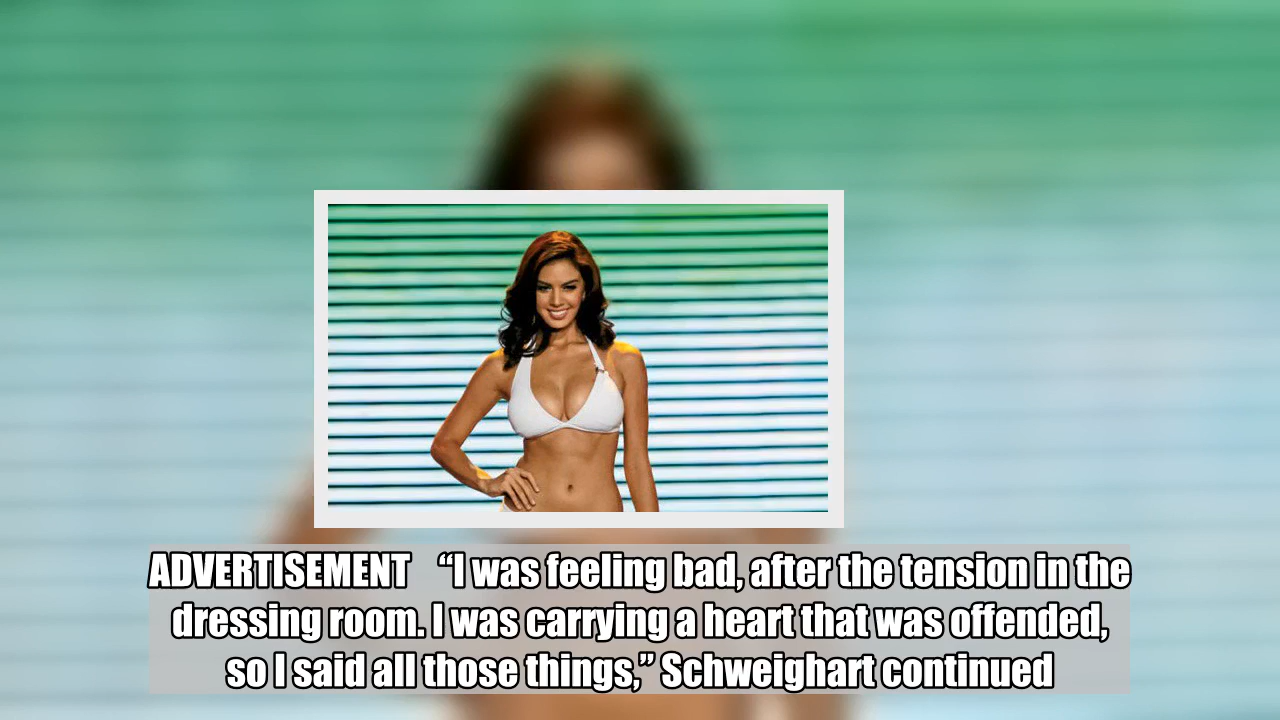 ADVERTISEMENT “I was feeling bad, after the tension in the
dressing room. I was carrying a heart that was offended,
so I said all those things,” Schweighart continued